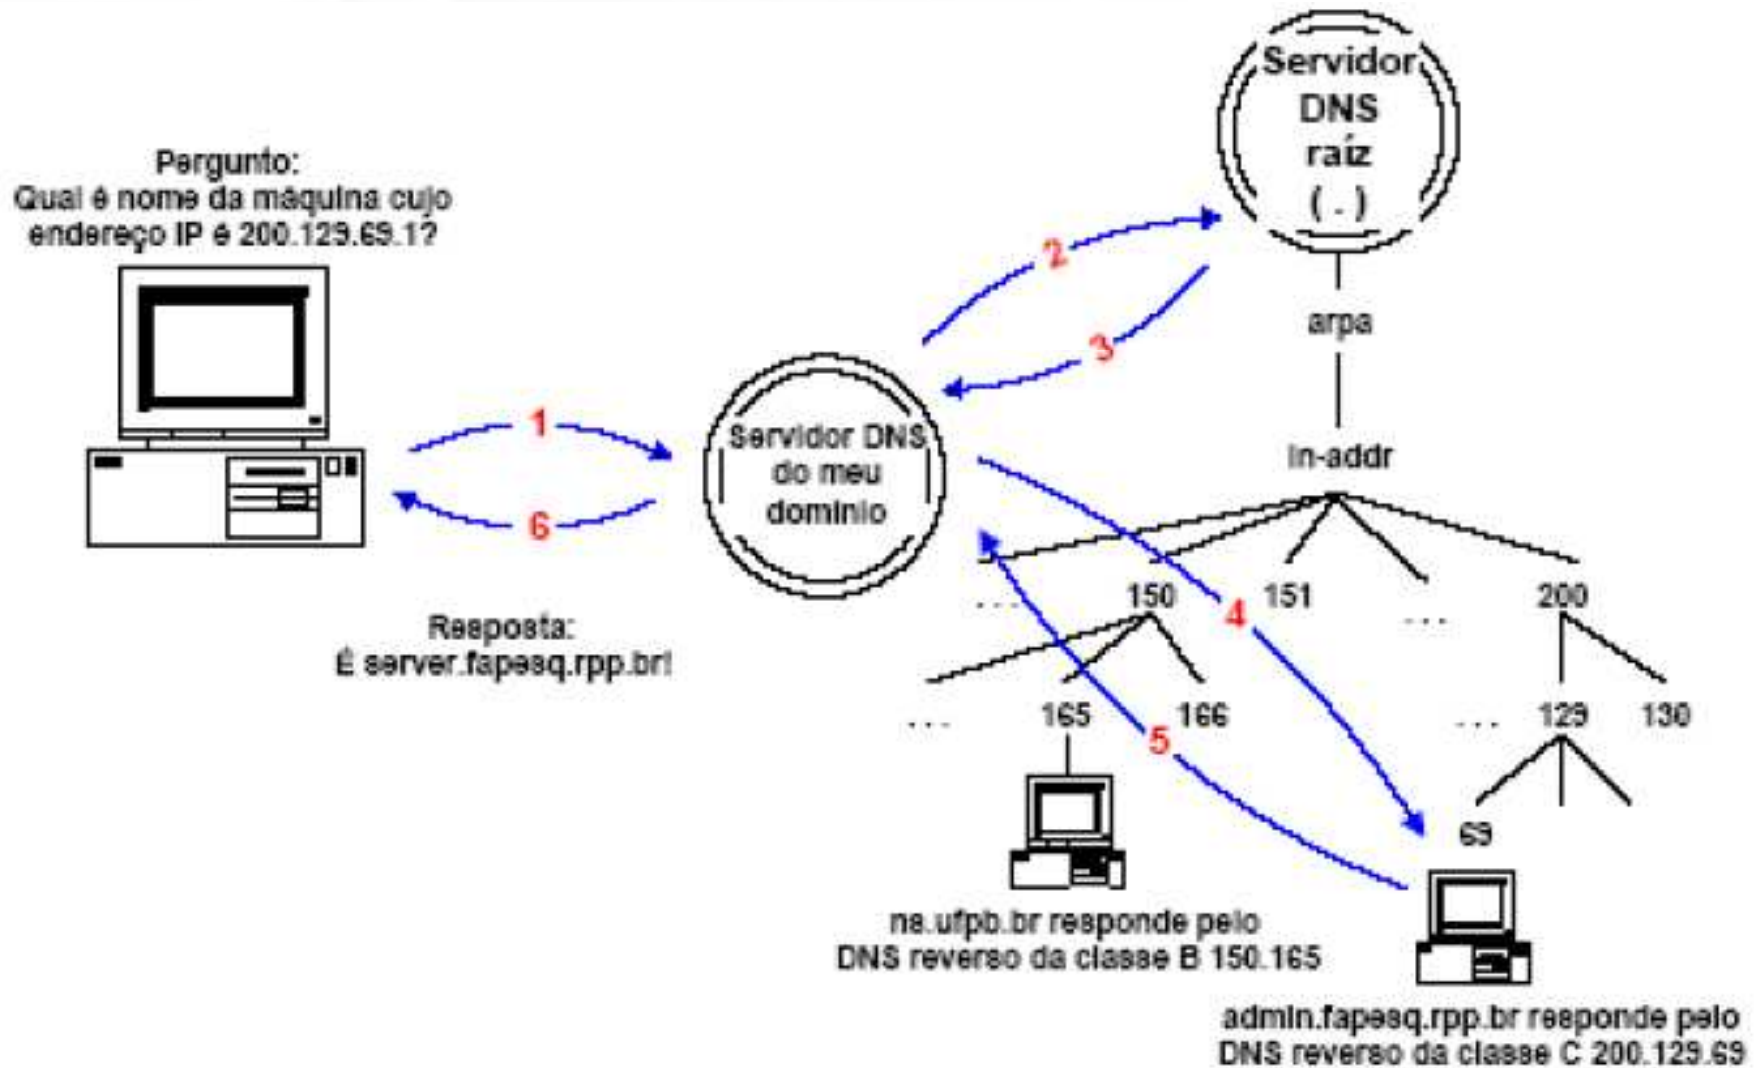 Pergunto:
Qual é nome da máquina cujo
endereço IP é 200.129.69.1?
Servidor
DNS
raíz
( . )
2
3
arpa
1
Servidor DNS
do meu
domínio
6
in-addr
Resposta:
É server.fapesq.rpp.br!
...
150
4
151
...
200
...
165
166
5
...
129
130
69
ns.ufpb.br responde pelo
DNS reverso da classe B 150.165
admin.fapesq.rpp.br responde pelo
DNS reverso da classe C 200.129.69